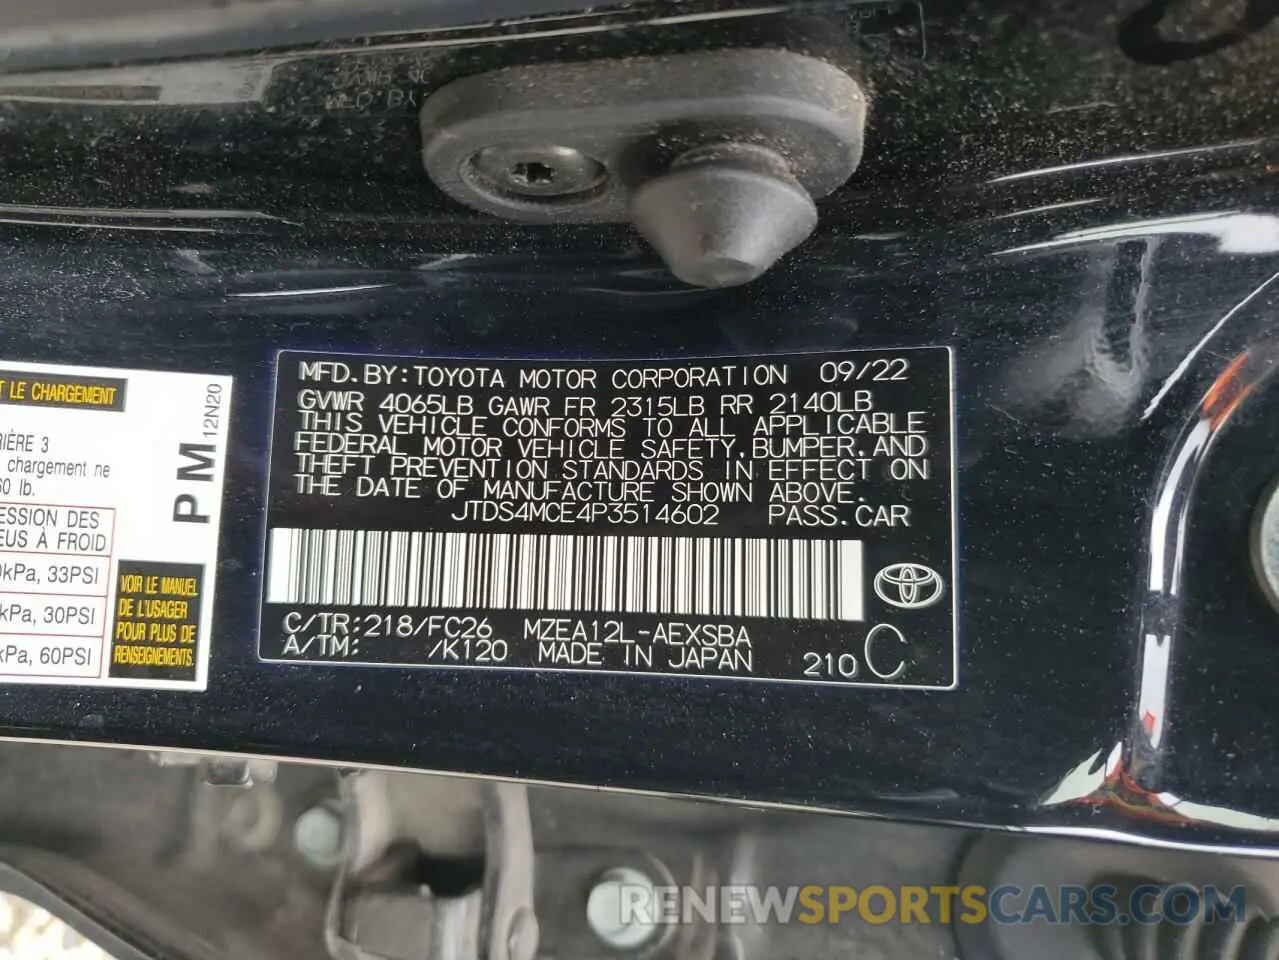 T LE CHARGEMENT
RIÈRE 3
chargement ne
60 lb.
ESSION DES
EUS À FROID
kPa, 33PSI
kPa, 30PSI
kPa, 60PSI
VOIR LE MANUEL
DE L'USAGER
POUR PLUS DE
RENSEIGNEMENTS.
PM
12N20
MFD.BY:TOYOTA MOTOR CORPORATION 09/22
GVWR 4065LB GAWR FR 2315LB RR 2140LB
THIS VEHICLE CONFORMS TO ALL APPLICABLE
FEDERAL MOTOR VEHICLE SAFETY,BUMPER,AND
THEFT PREVENTION STANDARDS IN EFFECT ON
THE DATE OF MANUFACTURE SHOWN ABOVE.
JTDS4MCE4P3514602 PASS.CAR
C/TR:218/FC26 MZEA12L-AEXSBA
A/TM: /K120 MADE IN JAPAN 210 C
RENEWSPORTSCARS.COM